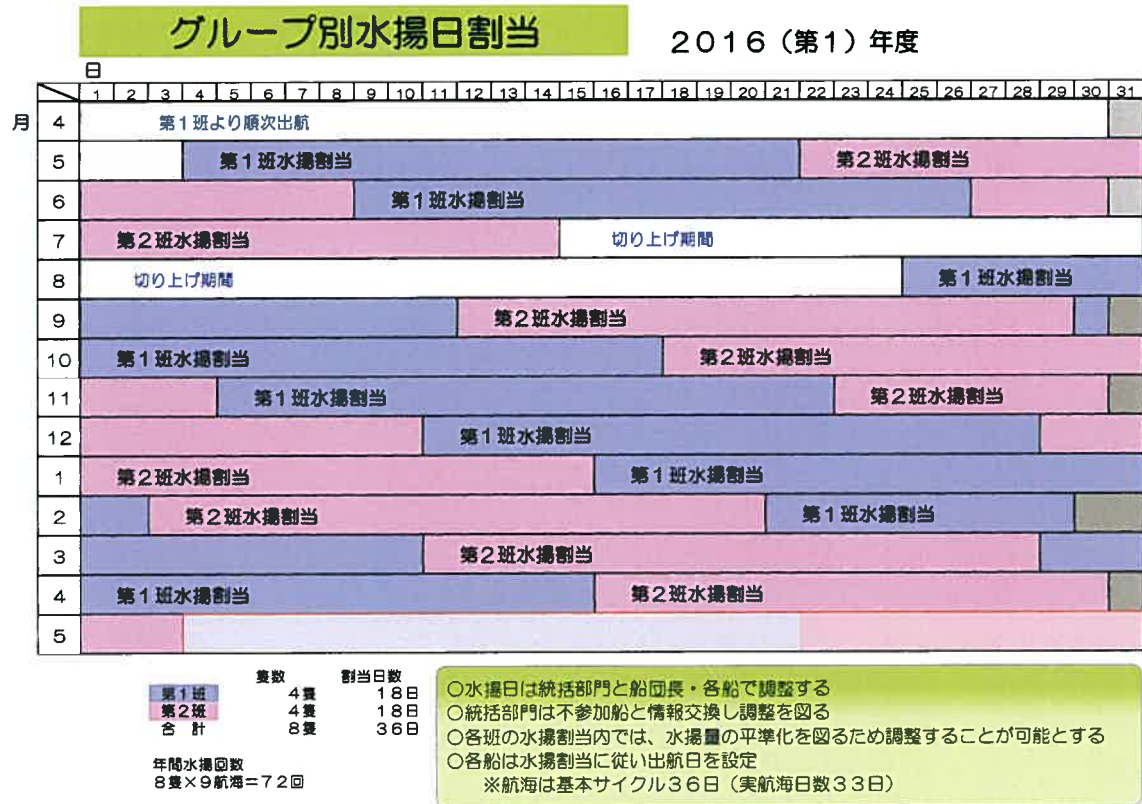 グループ別水揚日割当
2016（第1）年度
日
1 2 3 4 5 6 7 8 9 10 11 12 13 14 15 16 17 18 19 20 21 22 23 24 25 26 27 28 29 30 31
月 4 第1班より順次出航
5 第1班水揚割当 第2班水揚割当
6 第1班水揚割当
7 第2班水揚割当 切り上げ期間
8 切り上げ期間 第1班水揚割当
9 第2班水揚割当
10 第1班水揚割当 第2班水揚割当
11 第1班水揚割当 第2班水揚割当
12 第1班水揚割当
1 第2班水揚割当 第1班水揚割当
2 第2班水揚割当 第1班水揚割当
3 第2班水揚割当
4 第1班水揚割当 第2班水揚割当
5
隻数 割当日数
第1班 4隻 18日
第2班 4隻 18日
合計 8隻 36日
年間水揚回数
8隻×9航海＝72回
○水揚日は統括部門と船団長・各船で調整する
○統括部門は不参加船と情報交換し調整を図る
○各班の水揚割当内では、水揚量の平準化を図るため調整することが可能とする
○各船は水揚割当に従い出航日を設定
※航海は基本サイクル36日（実航海日数33日）